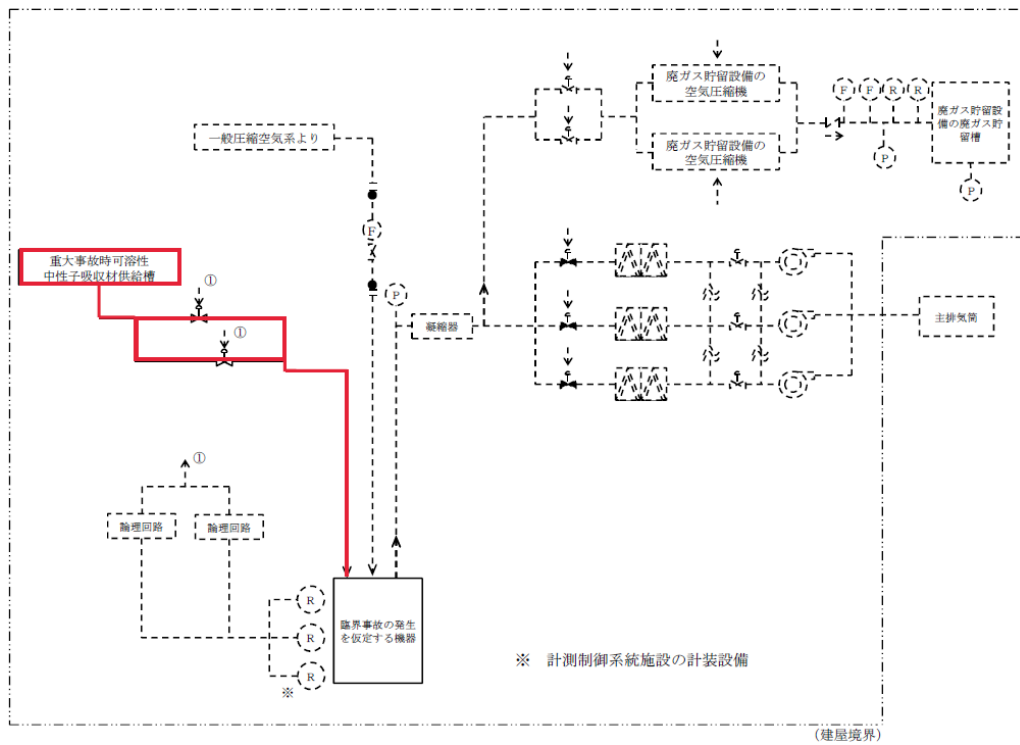 廃ガス貯留設備の
空気圧縮機
F
F
R
R
廃ガス貯留設
備の廃ガス貯
留槽
一般圧縮空気系より
廃ガス貯留設備の
空気圧縮機
P
P
F
重大事故時可溶性
中性子吸収材供給槽
①
P
凝縮器
主排気筒
①
①
論理回路
論理回路
R
臨界事故の発生
を仮定する機器
R
R
※
※ 計測制御系統施設の計装設備
(建屋境界)